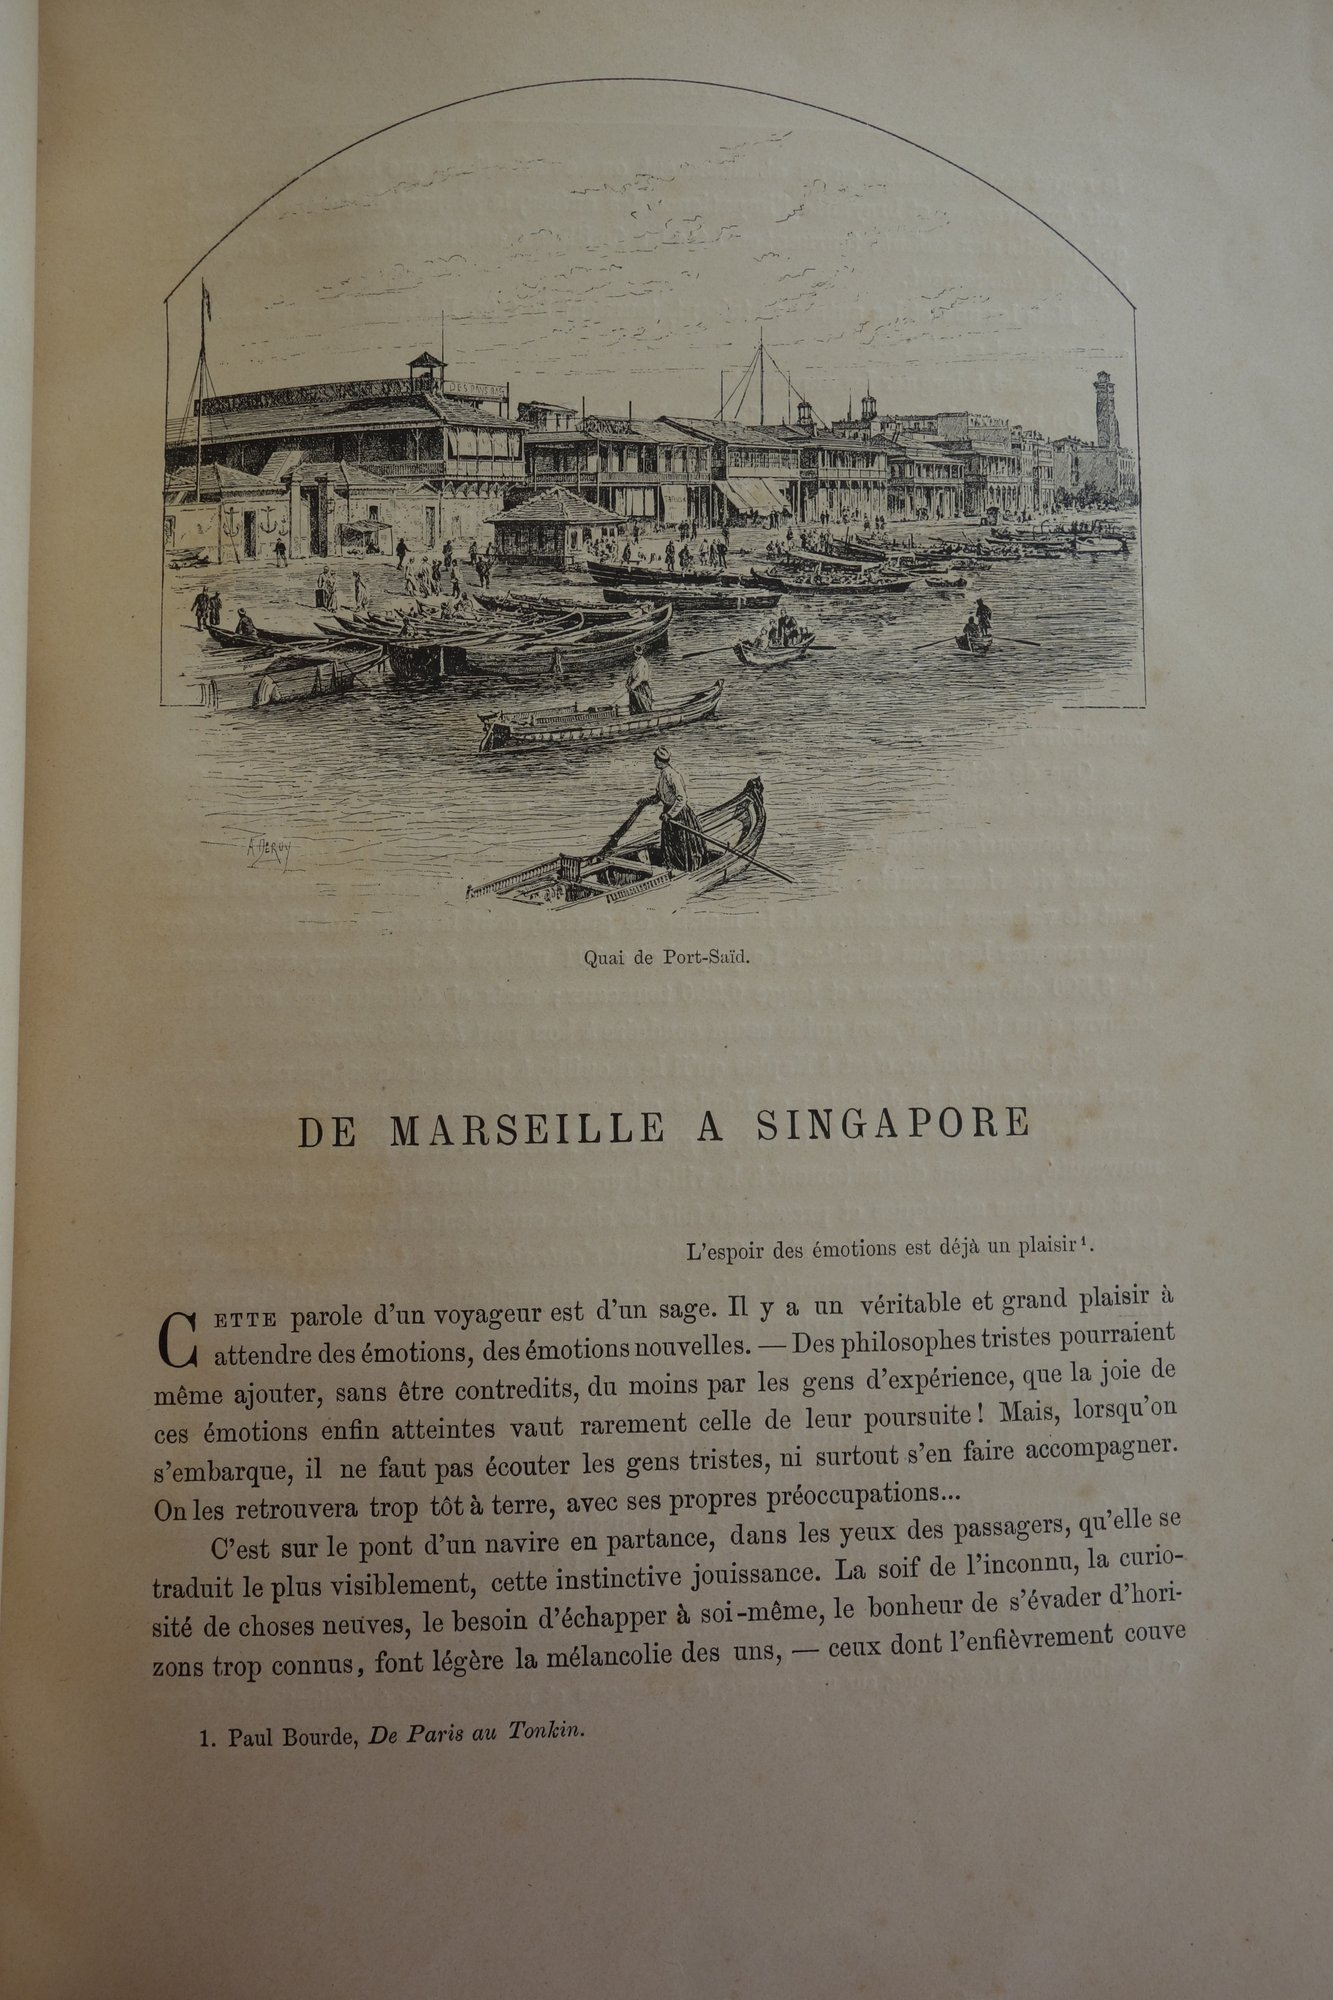 DES PAYS BAS
A. DEROY
Quai de Port-Saïd.
DE MARSEILLE A SINGAPORE
L'espoir des émotions est déjà un plaisir¹.
CETTE parole d'un voyageur est d'un sage. Il y a un véritable et grand plaisir à
attendre des émotions, des émotions nouvelles. — Des philosophes tristes pourraient
même ajouter, sans être contredits, du moins par les gens d'expérience, que la joie de
ces émotions enfin atteintes vaut rarement celle de leur poursuite! Mais, lorsqu'on
s'embarque, il ne faut pas écouter les gens tristes, ni surtout s'en faire accompagner.
On les retrouvera trop tôt à terre, avec ses propres préoccupations...
C'est sur le pont d'un navire en partance, dans les yeux des passagers, qu'elle se
traduit le plus visiblement, cette instinctive jouissance. La soif de l'inconnu, la curio-
sité de choses neuves, le besoin d'échapper à soi-même, le bonheur de s'évader d'hori-
zons trop connus, font légère la mélancolie des uns, — ceux dont l'enfièvrement couve
1. Paul Bourde, De Paris au Tonkin.